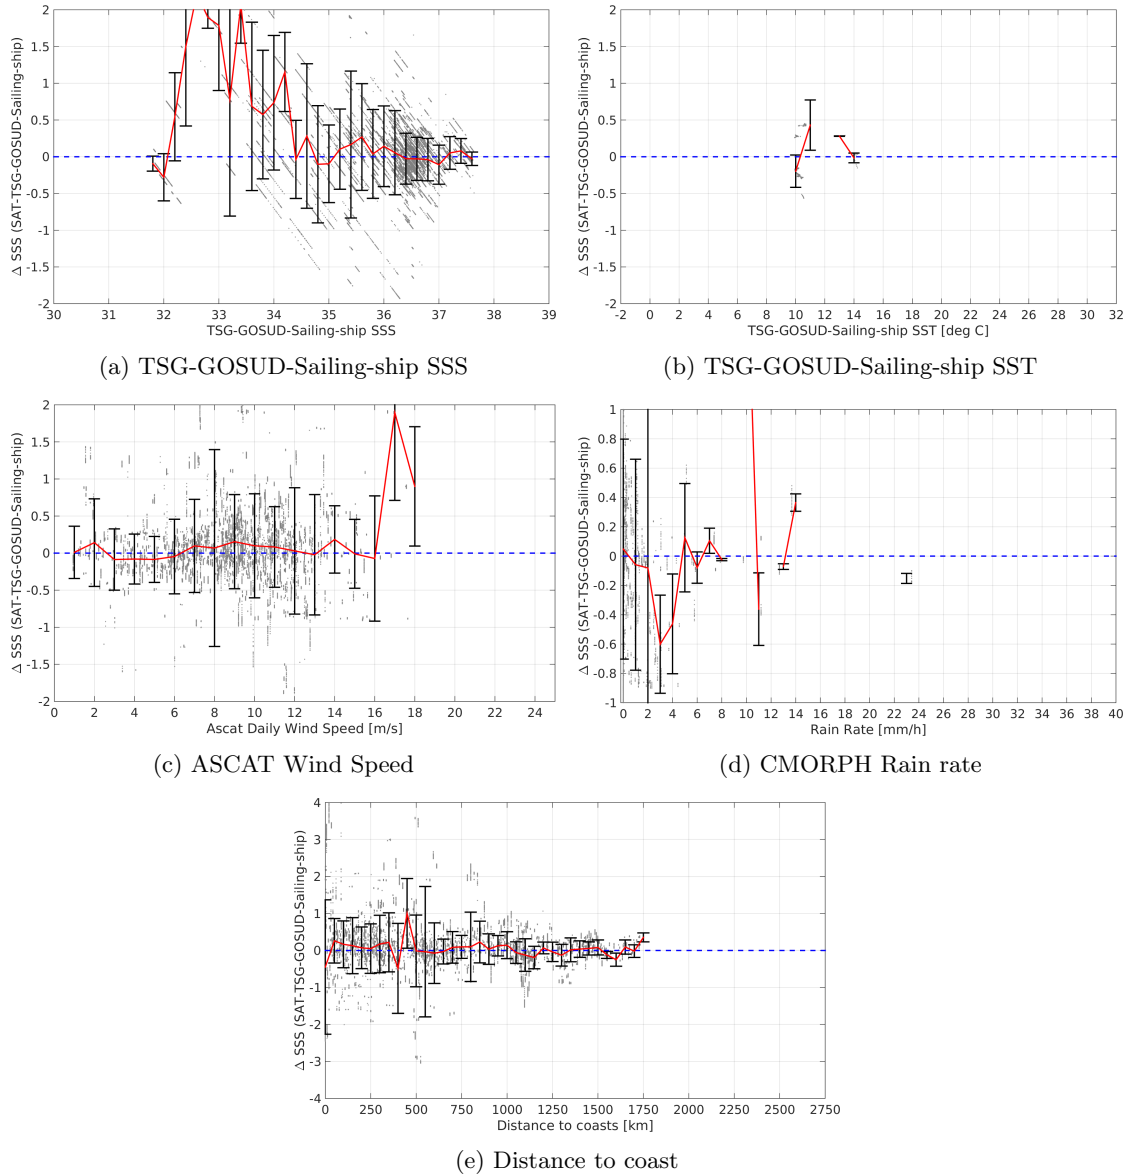 2
1.5
1
0.5
0
-0.5
-1
-1.5
-2
Δ SSS (SAT-TSG-GOSUD-Sailing-ship)
30 31 32 33 34 35 36 37 38 39
TSG-GOSUD-Sailing-ship SSS
(a) TSG-GOSUD-Sailing-ship SSS
2
1.5
1
0.5
0
-0.5
-1
-1.5
-2
Δ SSS (SAT-TSG-GOSUD-Sailing-ship)
-2 0 2 4 6 8 10 12 14 16 18 20 22 24 26 28 30 32
TSG-GOSUD-Sailing-ship SST [deg C]
(b) TSG-GOSUD-Sailing-ship SST
2
1.5
1
0.5
0
-0.5
-1
-1.5
-2
Δ SSS (SAT-TSG-GOSUD-Sailing-ship)
0 2 4 6 8 10 12 14 16 18 20 22 24
Ascat Daily Wind Speed [m/s]
(c) ASCAT Wind Speed
1
0.8
0.6
0.4
0.2
0
-0.2
-0.4
-0.6
-0.8
-1
Δ SSS (SAT-TSG-GOSUD-Sailing-ship)
0 2 4 6 8 10 12 14 16 18 20 22 24 26 28 30 32 34 36 38 40
Rain Rate [mm/h]
(d) CMORPH Rain rate
4
3
2
1
0
-1
-2
-3
-4
Δ SSS (SAT-TSG-GOSUD-Sailing-ship)
0 250 500 750 1000 1250 1500 1750 2000 2250 2500 2750
Distance to coasts [km]
(e) Distance to coast